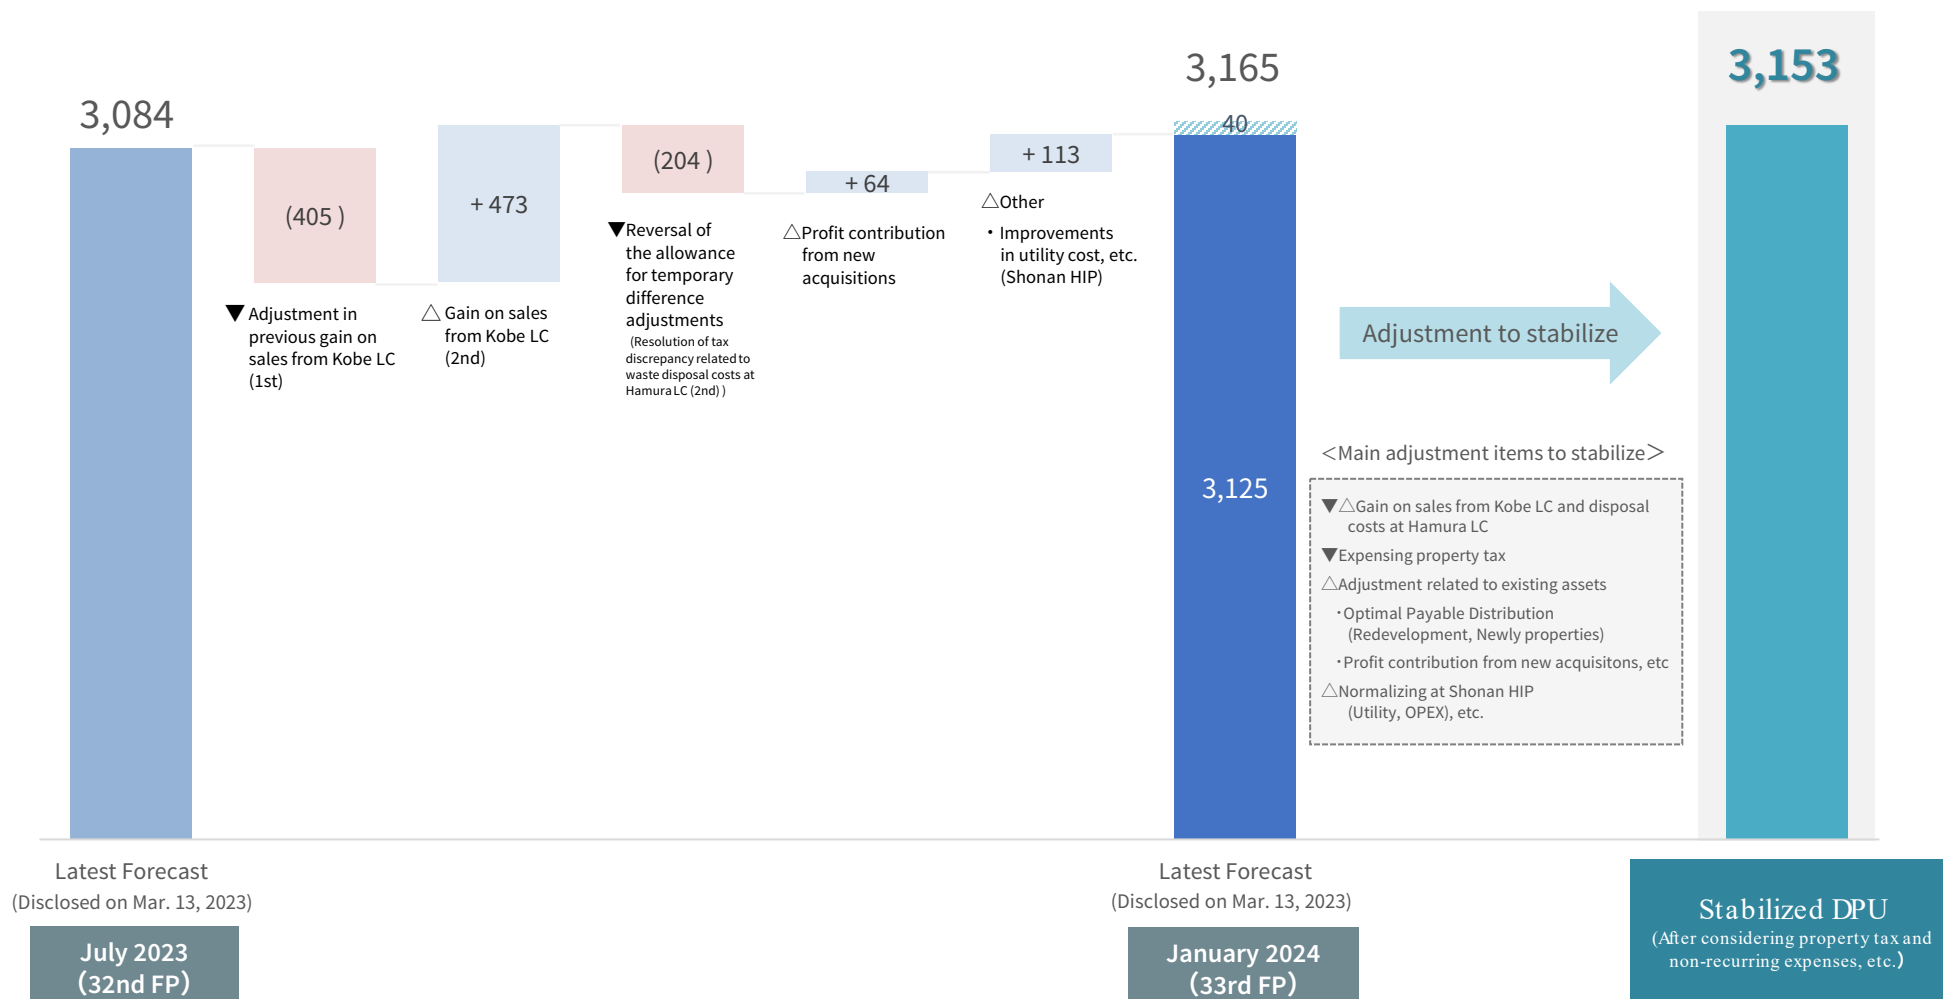 3,084
(405 )
+ 473
(204 )
+ 64
+ 113
3,165
40
3,125
3,153
▼ Adjustment in
previous gain on
sales from Kobe LC
(1st)
△ Gain on sales
from Kobe LC
(2nd)
▼Reversal of
the allowance
for temporary
difference
adjustments
(Resolution of tax
discrepancy related to
waste disposal costs at
Hamura LC (2nd) )
△Profit contribution
from new
acquisitions
△Other
・Improvements
in utility cost, etc.
(Shonan HIP)
Adjustment to stabilize
<Main adjustment items to stabilize>
▼△Gain on sales from Kobe LC and disposal
costs at Hamura LC
▼Expensing property tax
△Adjustment related to existing assets
・Optimal Payable Distribution
(Redevelopment, Newly properties)
・Profit contribution from new acquisitons, etc
△Normalizing at Shonan HIP
(Utility, OPEX), etc.
Latest Forecast
(Disclosed on Mar. 13, 2023)
July 2023
(32nd FP)
Latest Forecast
(Disclosed on Mar. 13, 2023)
January 2024
(33rd FP)
Stabilized DPU
(After considering property tax and
non-recurring expenses, etc.)